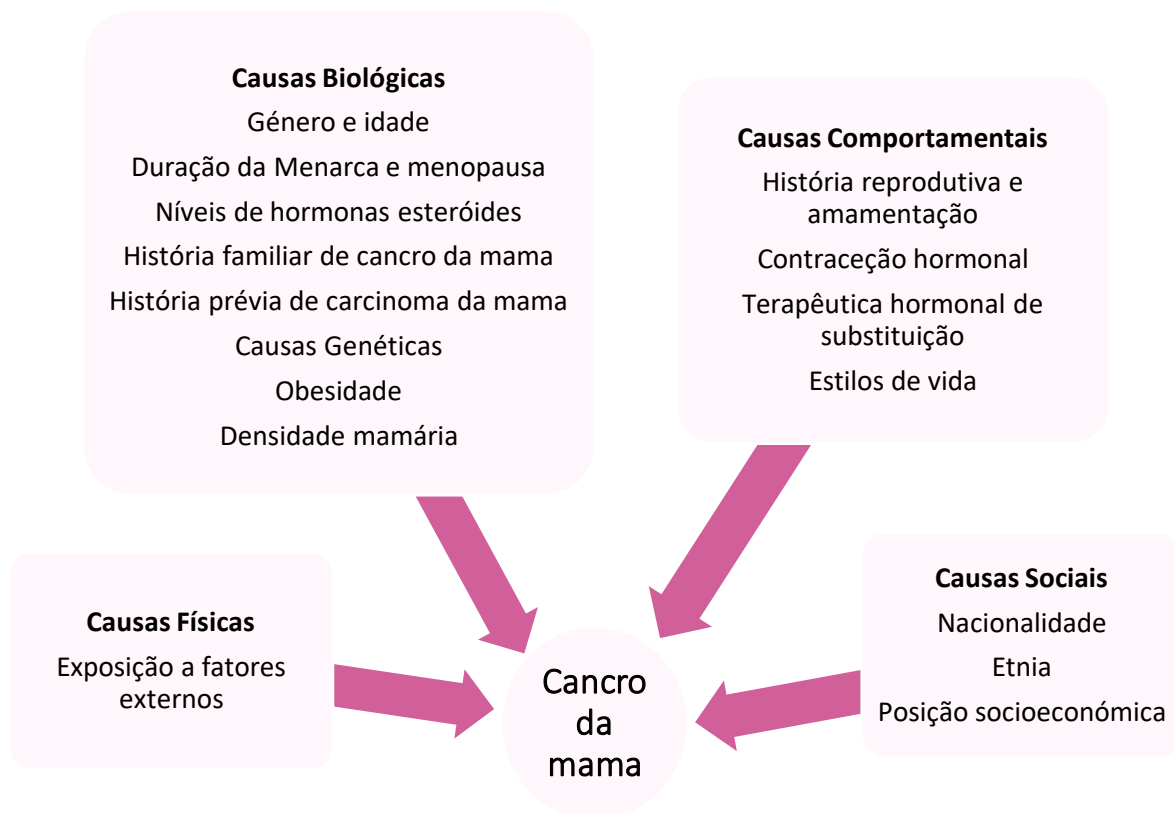 Causas Biológicas
Género e idade
Duração da Menarca e menopausa
Níveis de hormonas esteróides
História familiar de cancro da mama
História prévia de carcinoma da mama
Causas Genéticas
Obesidade
Densidade mamária
Causas Comportamentais
História reprodutiva e
amamentação
Contraceção hormonal
Terapêutica hormonal de
substituição
Estilos de vida
Causas Físicas
Exposição a fatores
externos
Causas Sociais
Nacionalidade
Etnia
Posição socioeconómica
Cancro
da
mama